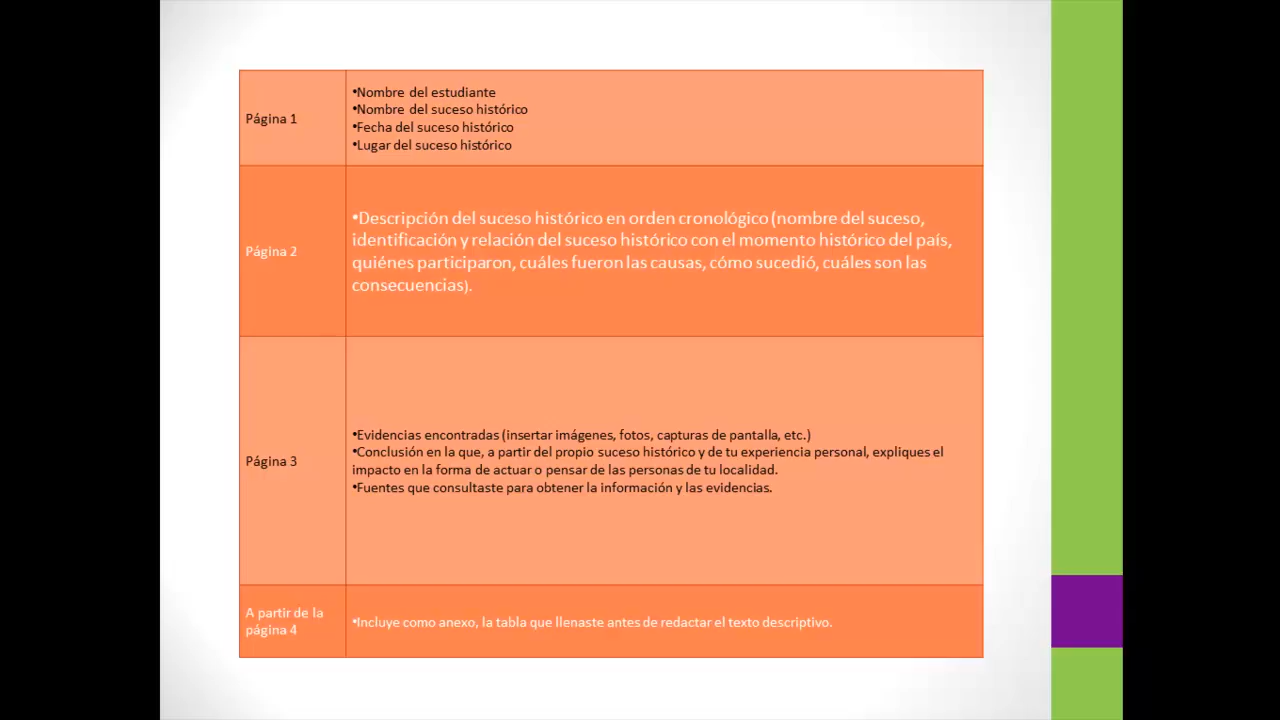 Página 1
•Nombre del estudiante
•Nombre del suceso histórico
•Fecha del suceso histórico
•Lugar del suceso histórico
Página 2
•Descripción del suceso histórico en orden cronológico (nombre del suceso,
identificación y relación del suceso histórico con el momento histórico del país,
quiénes participaron, cuáles fueron las causas, cómo sucedió, cuáles son las
consecuencias).
Página 3
•Evidencias encontradas (insertar imágenes, fotos, capturas de pantalla, etc.)
•Conclusión en la que, a partir del propio suceso histórico y de tu experiencia personal, expliques el
impacto en la forma de actuar o pensar de las personas de tu localidad.
•Fuentes que consultaste para obtener la información y las evidencias.
A partir de la
página 4
•Incluye como anexo, la tabla que llenaste antes de redactar el texto descriptivo.